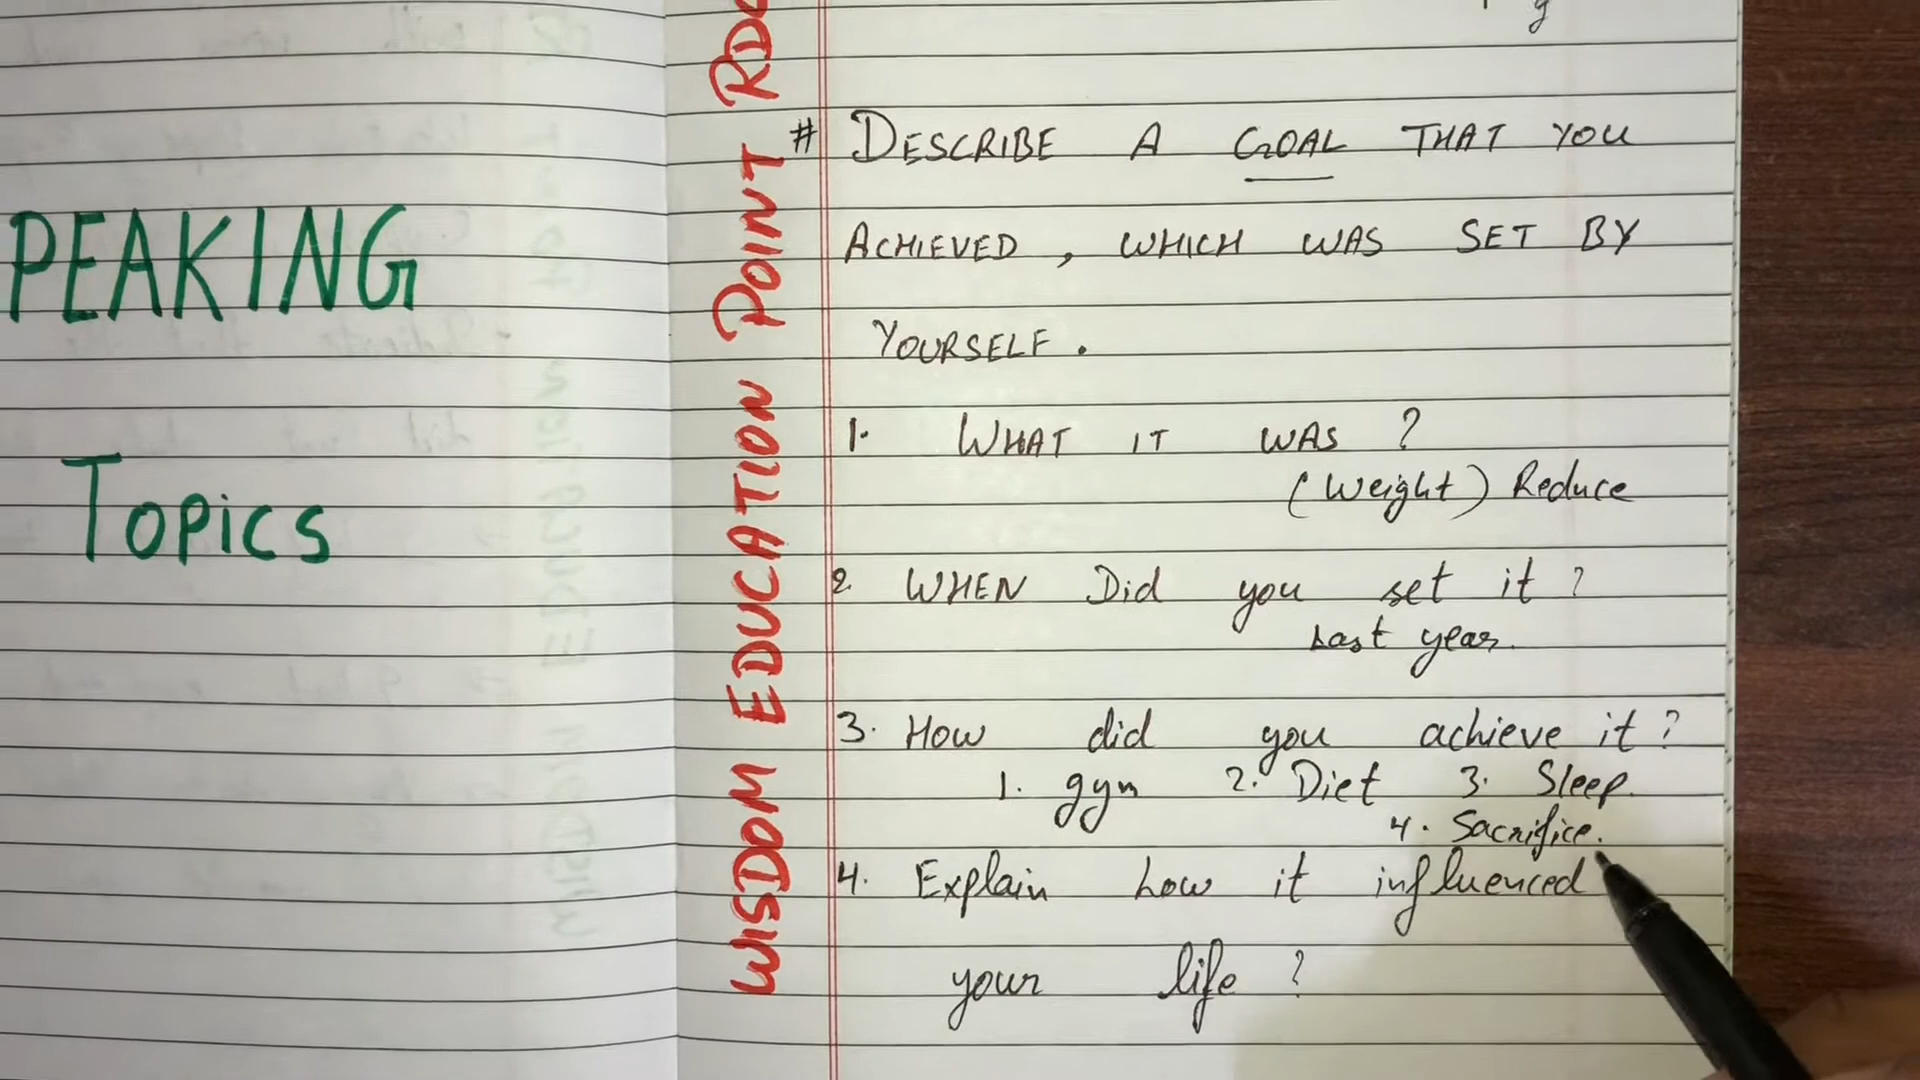 PEAKING
Topics
WISDOM EDUCATION POINT RD
# DESCRIBE A GOAL THAT YOU
ACHIEVED, WHICH WAS SET BY
YOURSELF.
1. WHAT IT WAS?
(Weight) Reduce
2. WHEN Did you set it?
Last year.
3. How did you achieve it?
1. gym 2. Diet 3. Sleep.
4. Sacrifice.
4. Explain how it influenced
your life?